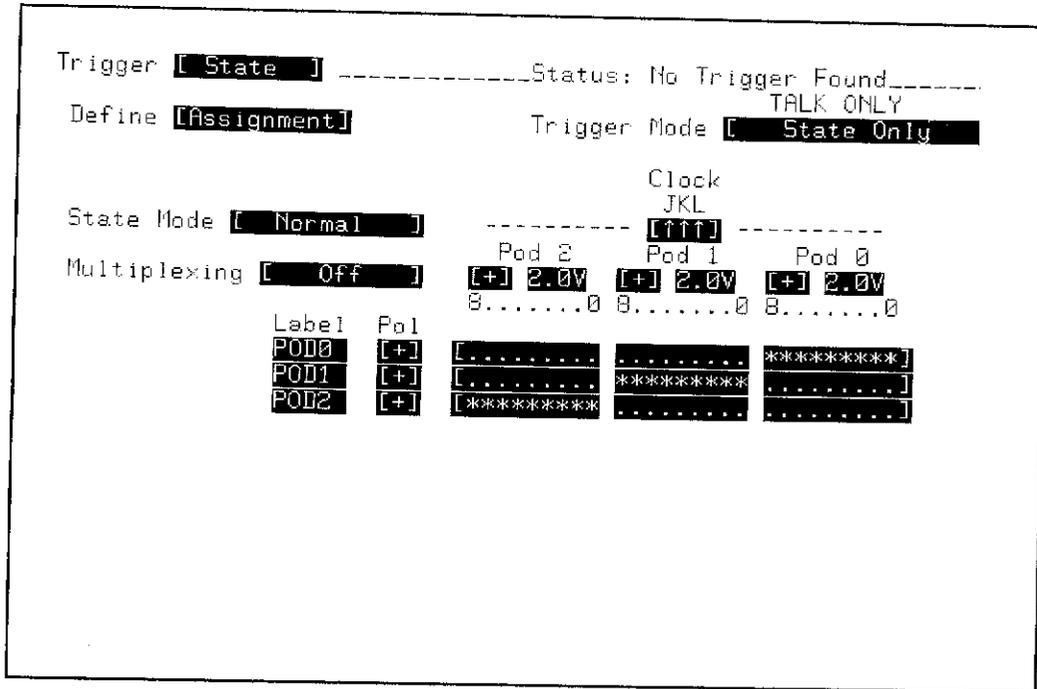 Trigger [ State ] _____________Status: No Trigger Found_______
TALK ONLY
Define [Assignment] Trigger Mode [ State Only
Clock
JKL
State Mode [ Normal ] ---------- [↑↑↑] ----------
Pod 2 Pod 1 Pod 0
Multiplexing [ Off ] [+] 2.0V [+] 2.0V [+] 2.0V
8.......0 8.......0 8.......0
Label Pol
POD0 [+] [......... ......... *********]
POD1 [+] [......... ********* .........]
POD2 [+] [********* ......... .........]